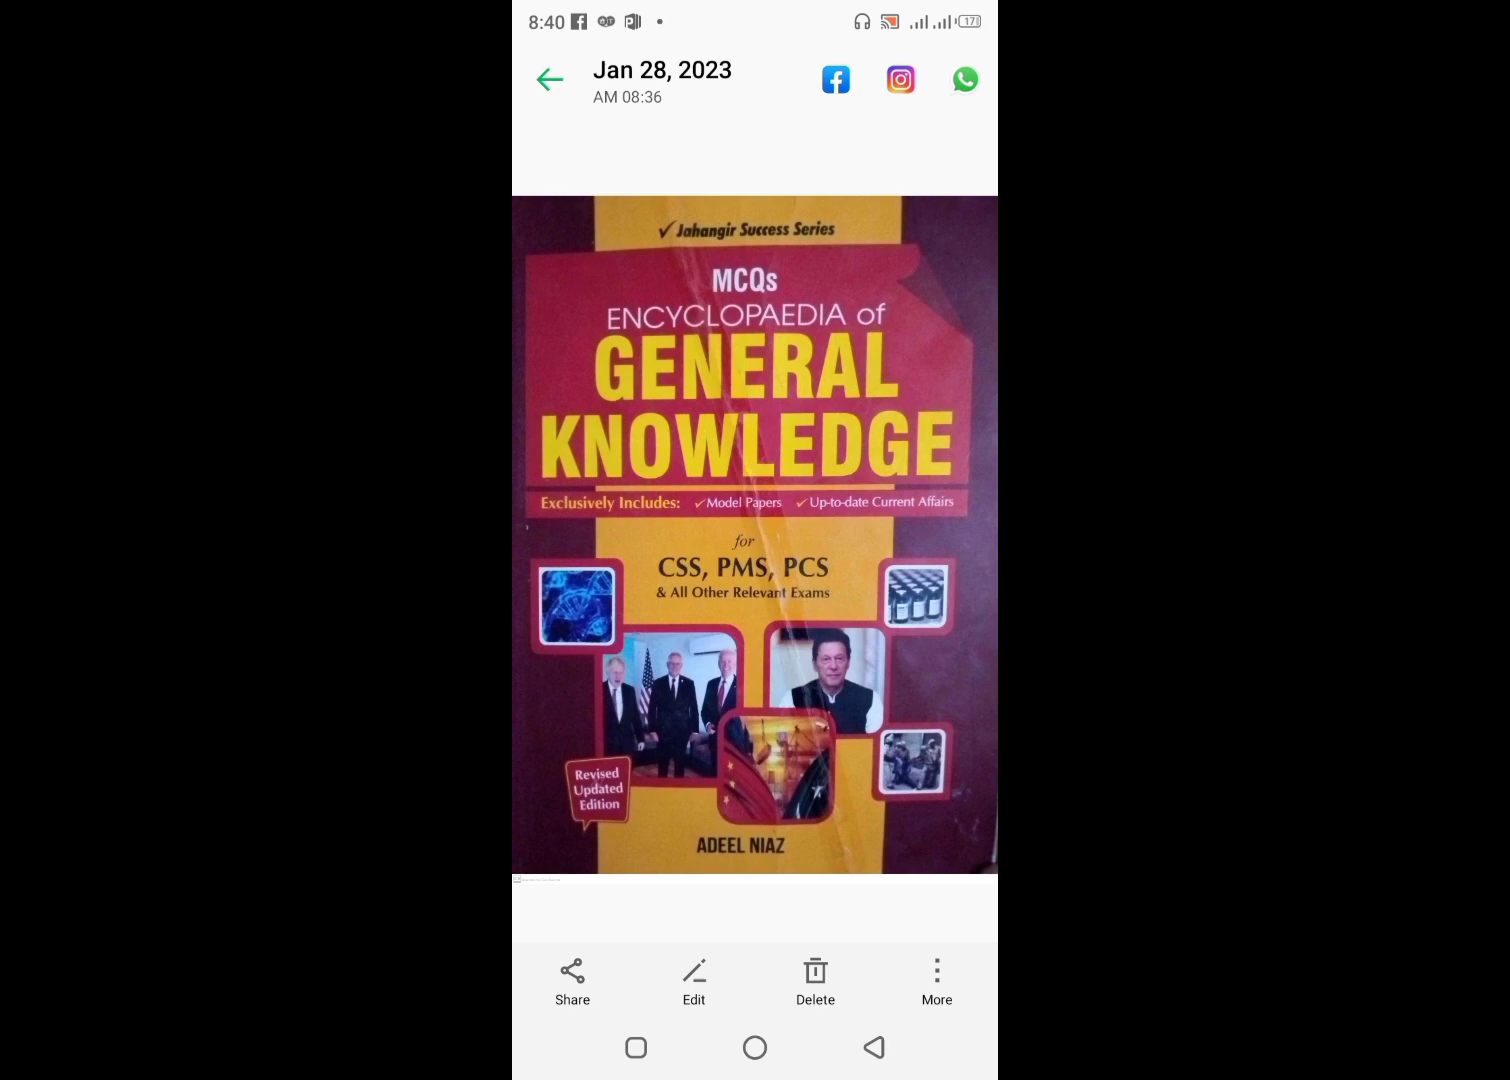 8:40
17
Jan 28, 2023
AM 08:36
Jahangir Success Series
MCQs
ENCYCLOPAEDIA of
GENERAL
KNOWLEDGE
Exclusively Includes: ✓Model Papers ✓Up-to-date Current Affairs
for
CSS, PMS, PCS
& All Other Relevant Exams
Revised
Updated
Edition
ADEEL NIAZ
Share Edit Delete More